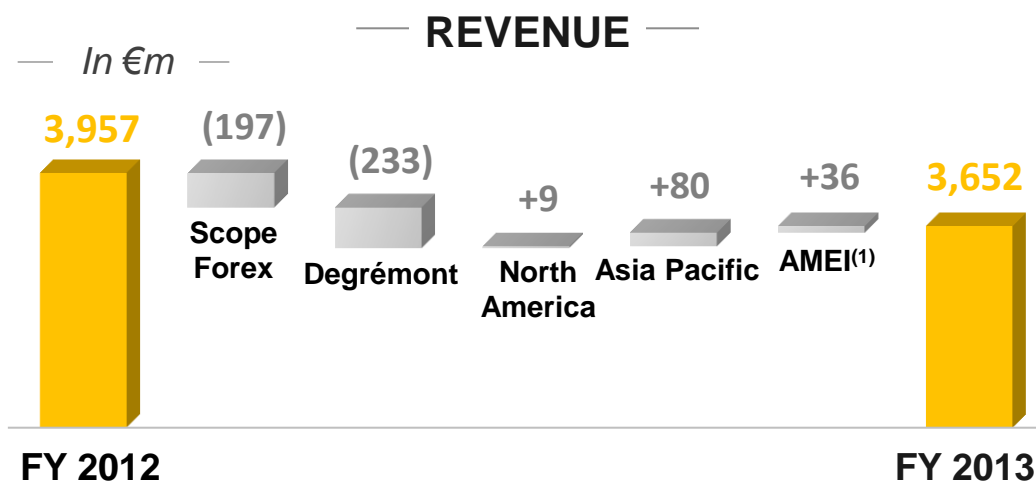 REVENUE
In €m
3,957
(197)
(233)
+9
+80
+36
3,652
Scope
Forex
Degrémont
North
America
Asia Pacific
AMEI(1)
FY 2012
FY 2013